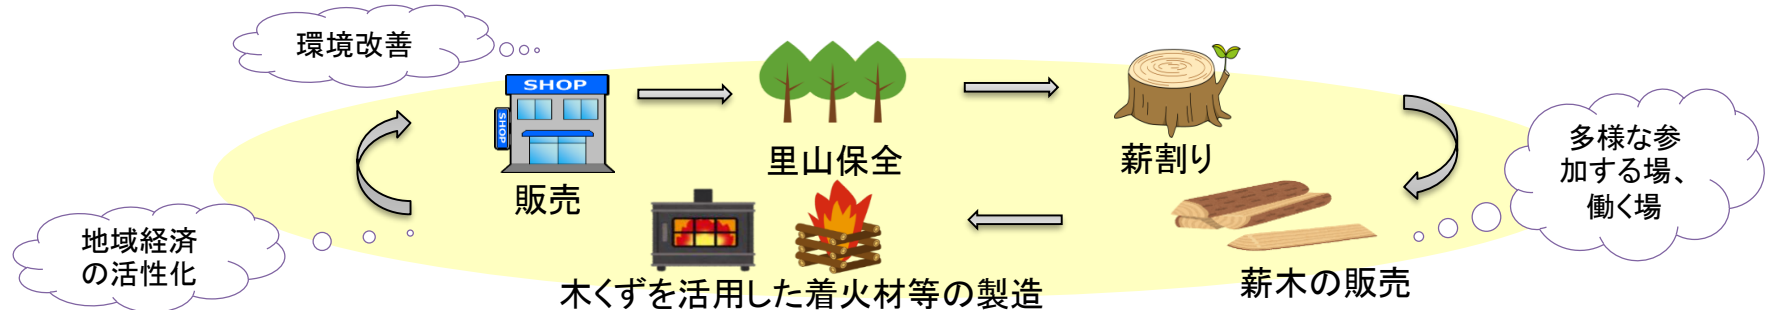 環境改善
SHOP
SHOP
販売
里山保全
薪割り
多様な参
加する場、
働く場
薪木の販売
木くずを活用した着火材等の製造
地域経済
の活性化